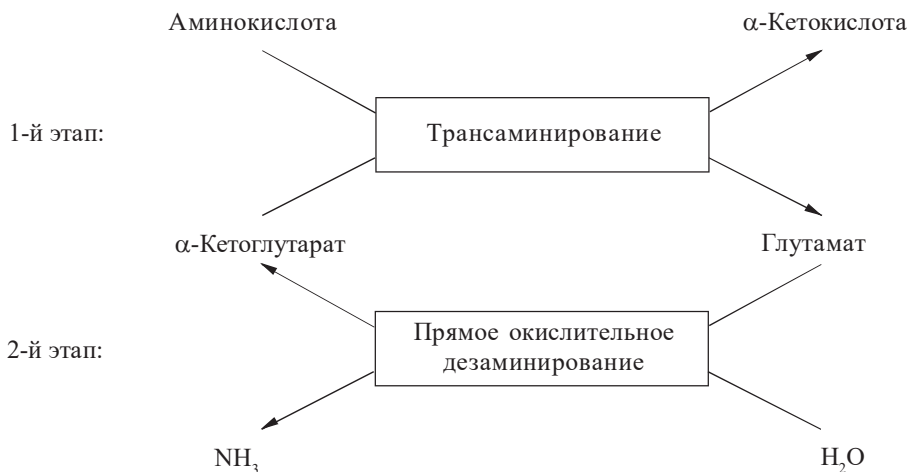 Аминокислота
α-Кетокислота
1-й этап:
Трансаминирование
α-Кетоглутарат
Глутамат
2-й этап:
Прямое окислительное
дезаминирование
NH₃
H₂O